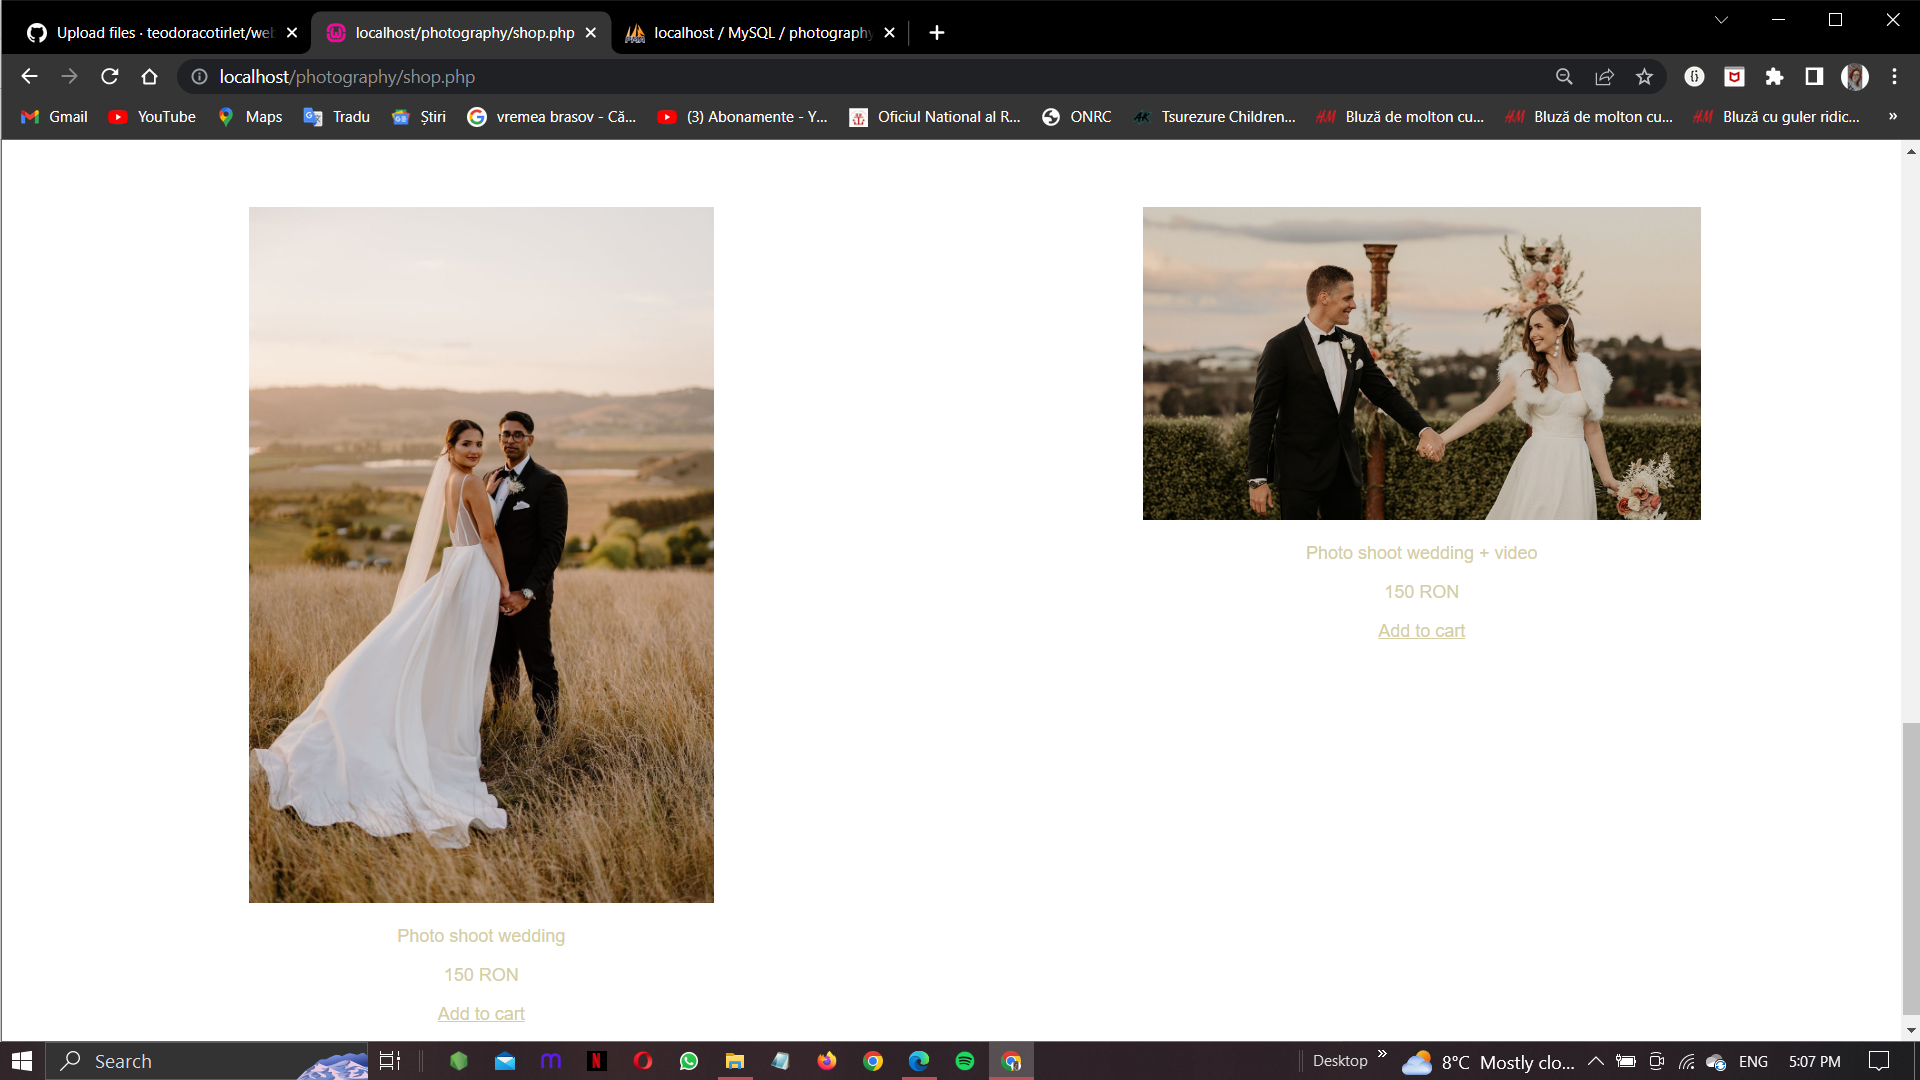 Upload files · teodoracotirlet/web
localhost/photography/shop.php
localhost / MySQL / photography
localhost/photography/shop.php
Gmail
YouTube
Maps
Tradu
Știri
vremea brasov - Că...
(3) Abonamente - Y...
Oficiul National al R...
ONRC
Tsurezure Children...
Bluză de molton cu...
Bluză de molton cu...
Bluză cu guler ridic...
»
Photo shoot wedding + video
150 RON
Add to cart
Photo shoot wedding
150 RON
Add to cart
Search
Desktop
8°C Mostly clo...
ENG
5:07 PM